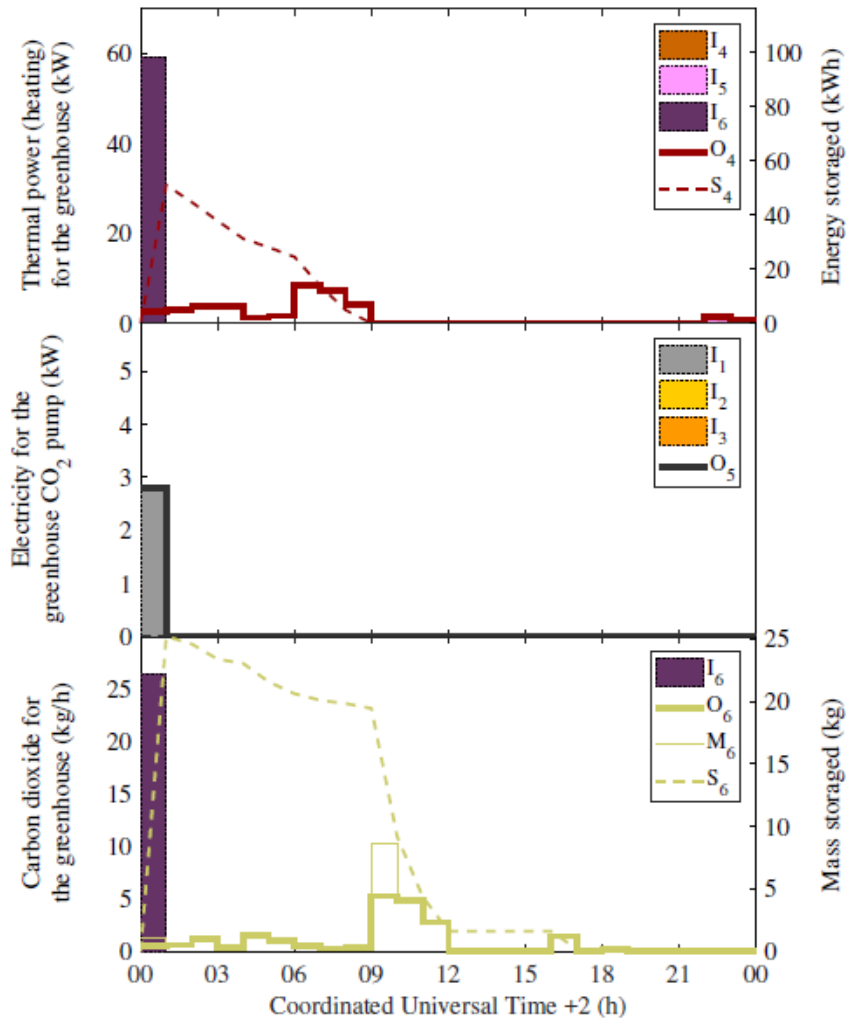 Thermal power (heating)
for the greenhouse (kW)
60
40
20
0
I4
I5
I6
O4
S4
100
80
60
40
20
0
Energy storaged (kWh)
Electricity for the
greenhouse CO2 pump (kW)
5
4
3
2
1
0
I1
I2
I3
O5
Carbon dioxide for
the greenhouse (kg/h)
25
20
15
10
5
0
I6
O6
M6
S6
25
20
15
10
5
0
Mass storaged (kg)
00 03 06 09 12 15 18 21 00
Coordinated Universal Time +2 (h)